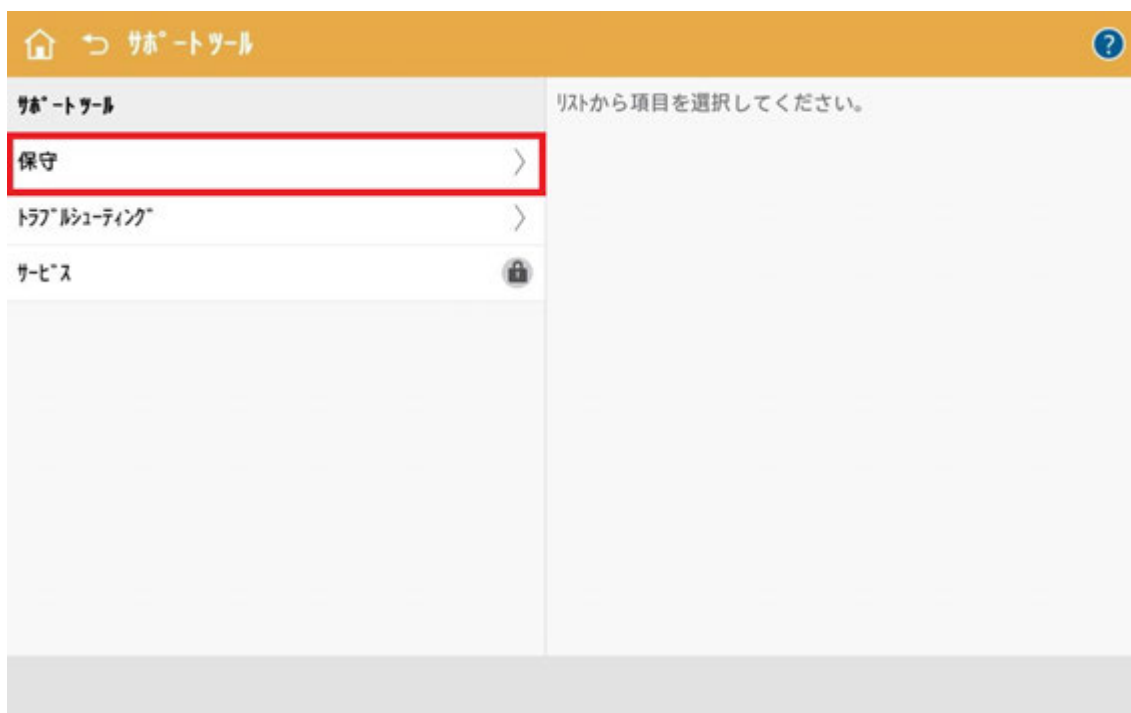 ｻﾎﾟｰﾄ ﾂｰﾙ
?
ｻﾎﾟｰﾄ ﾂｰﾙ
保守
ﾄﾗﾌﾞﾙｼｭｰﾃｨﾝｸﾞ
ｻｰﾋﾞｽ
ﾘｽﾄから項目を選択してください。